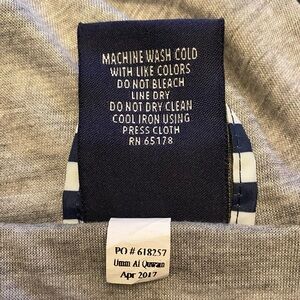 MACHINE WASH COLD
WITH LIKE COLORS
DO NOT BLEACH
LINE DRY
DO NOT DRY CLEAN
COOL IRON USING
PRESS CLOTH
RN 65178
PO # 618257
Umm Al Quwan
Apr 2017